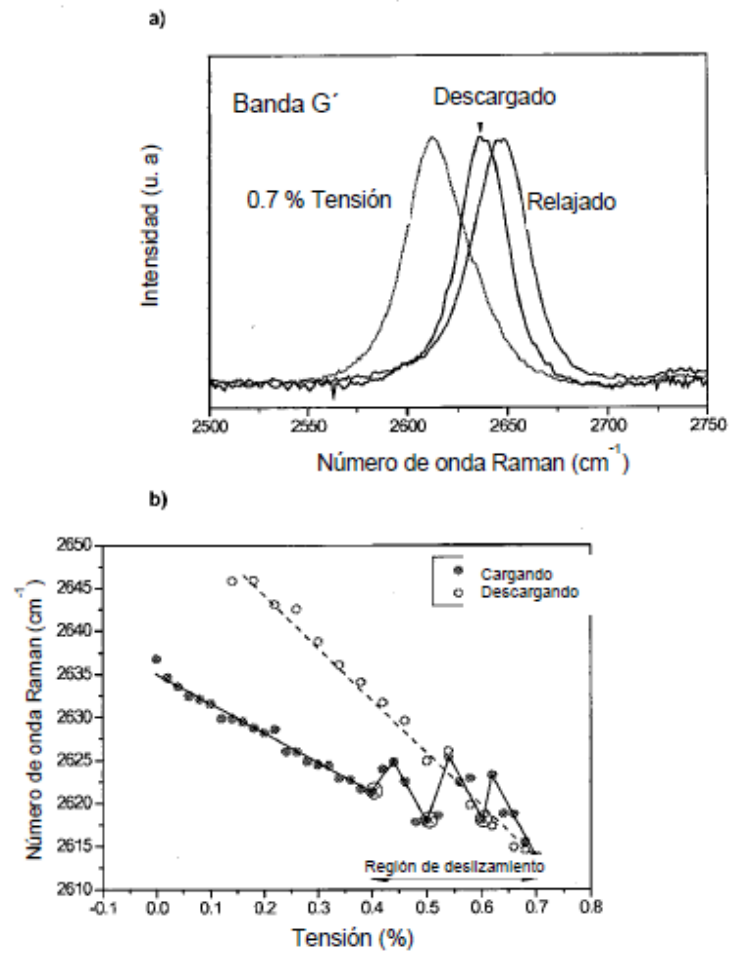 a)
Banda G´
Descargado
0.7 % Tensión
Relajado
Intensidad (u. a)
2500 2550 2600 2650 2700 2750
Número de onda Raman (cm-1)
b)
2650
2645
2640
2635
2630
2625
2620
2615
2610
Número de onda Raman (cm-1)
Cargando
Descargando
Región de deslizamiento
-0.1 0.0 0.1 0.2 0.3 0.4 0.5 0.6 0.7 0.8
Tensión (%)